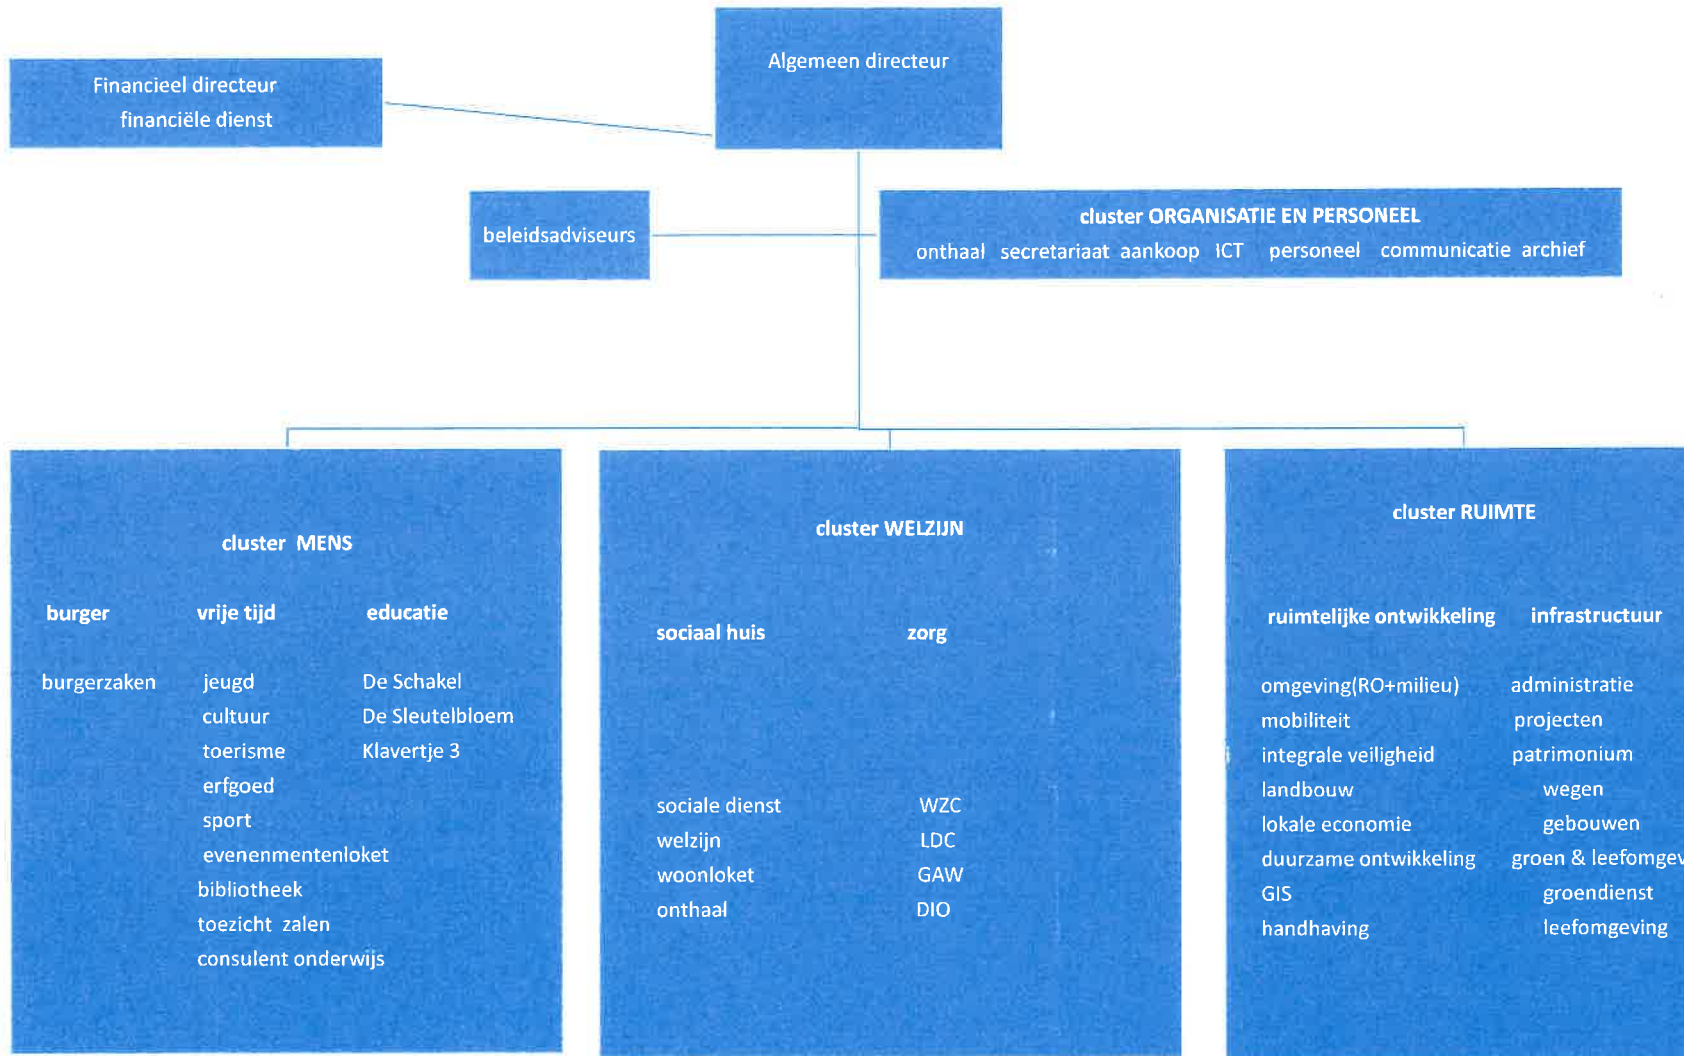 Algemeen directeur
Financieel directeur
financiële dienst
beleidsadviseurs
cluster ORGANISATIE EN PERSONEEL
onthaal secretariaat aankoop ICT personeel communicatie archief
cluster MENS
burger vrije tijd educatie
burgerzaken jeugd De Schakel
cultuur De Sleutelbloem
toerisme Klavertje 3
erfgoed
sport
evenenmentenloket
bibliotheek
toezicht zalen
consulent onderwijs
cluster WELZIJN
sociaal huis zorg
sociale dienst WZC
welzijn LDC
woonloket GAW
onthaal DIO
cluster RUIMTE
ruimtelijke ontwikkeling infrastructuur
omgeving(RO+milieu) administratie
mobiliteit projecten
integrale veiligheid patrimonium
landbouw wegen
lokale economie gebouwen
duurzame ontwikkeling groen & leefomgev
GIS groendienst
handhaving leefomgeving